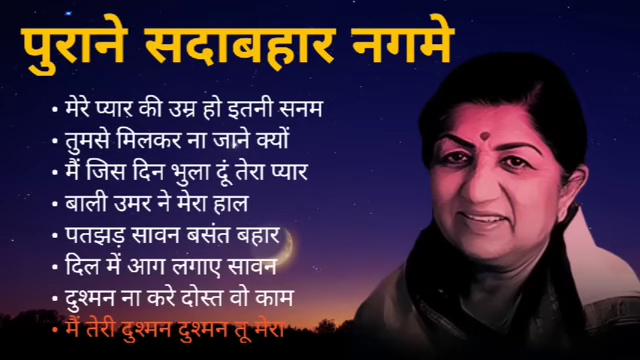 पुराने सदाबहार नगमे
• मेरे प्यार की उम्र हो इतनी सनम
• तुमसे मिलकर ना जाने क्यों
• मैं जिस दिन भुला दूं तेरा प्यार
• बाली उमर ने मेरा हाल
• पतझड़ सावन बसंत बहार
• दिल में आग लगाए सावन
• दुश्मन ना करे दोस्त वो काम
• मैं तेरी दुश्मन दुश्मन तू मेरा